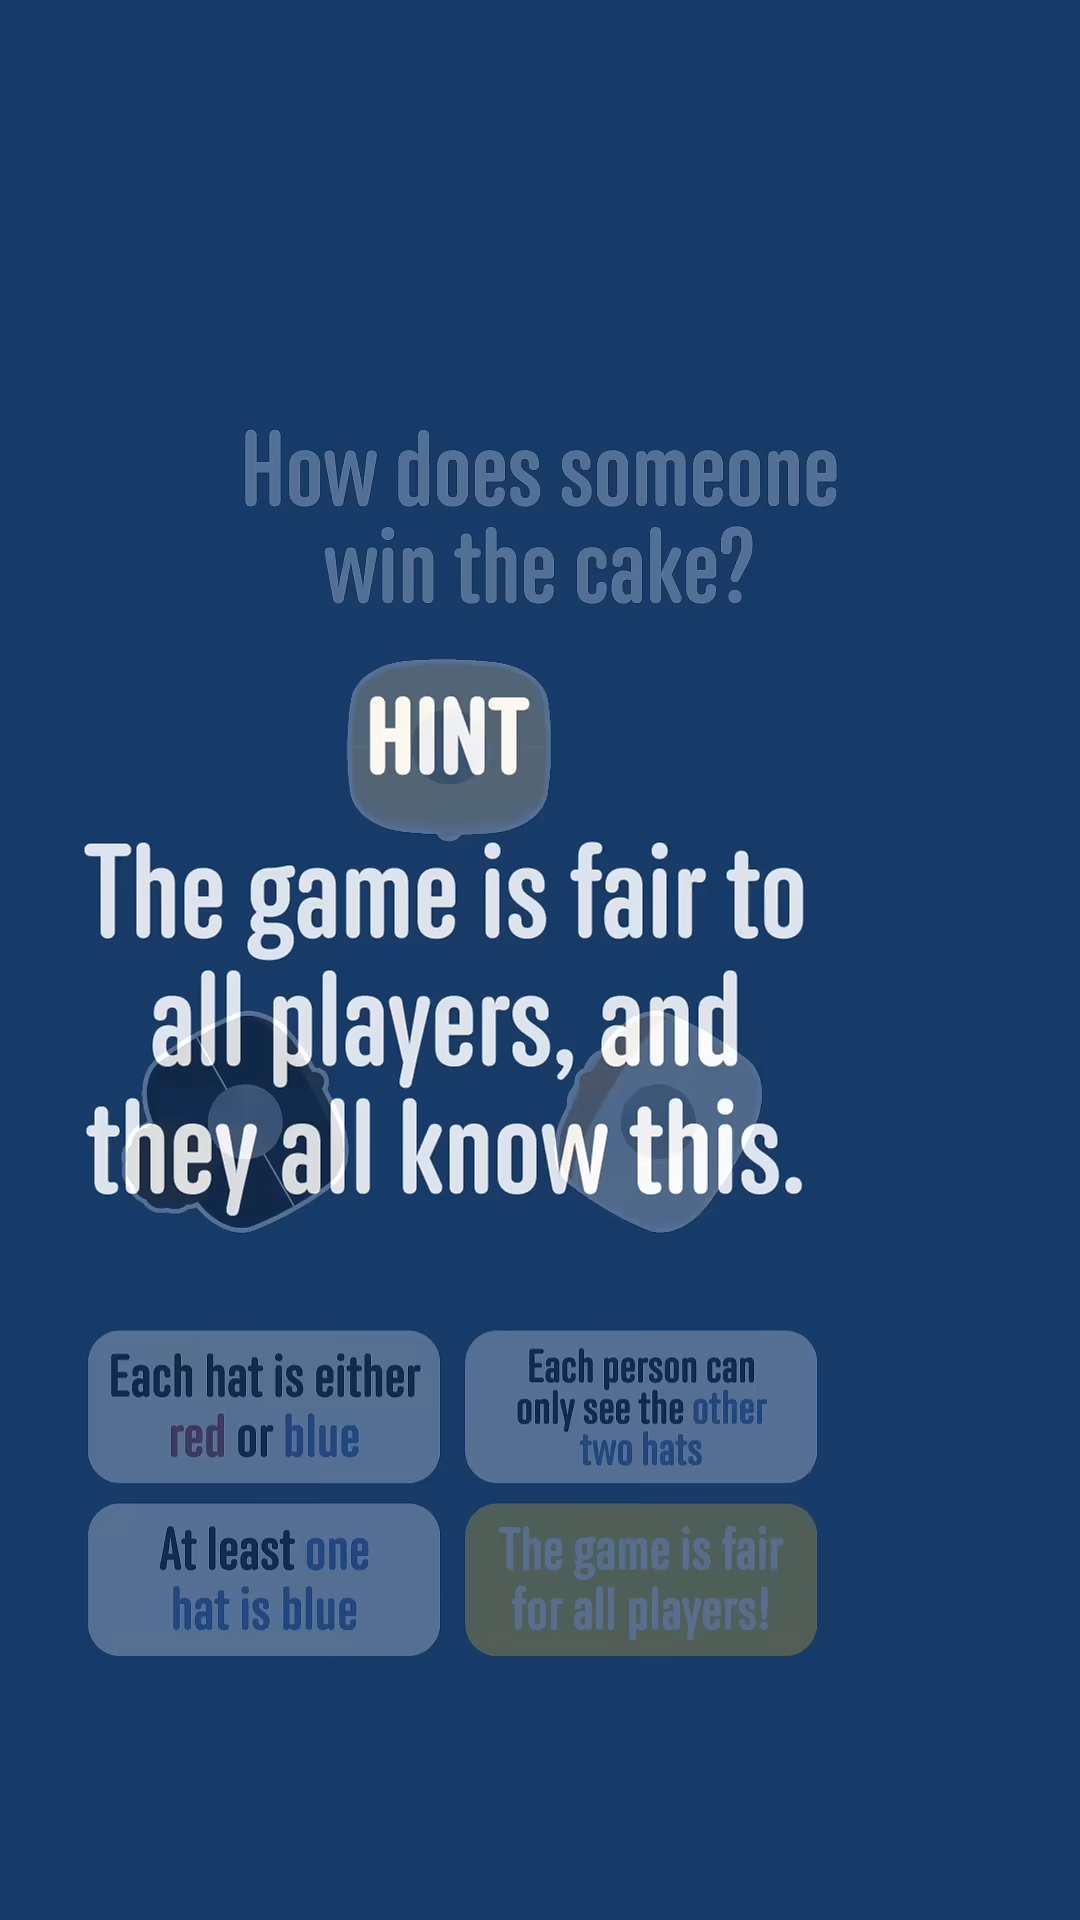 How does someone
win the cake?
HINT
The game is fair to
all players, and
they all know this.
Each hat is either
red or blue
Each person can
only see the other
two hats
At least one
hat is blue
The game is fair
for all players!